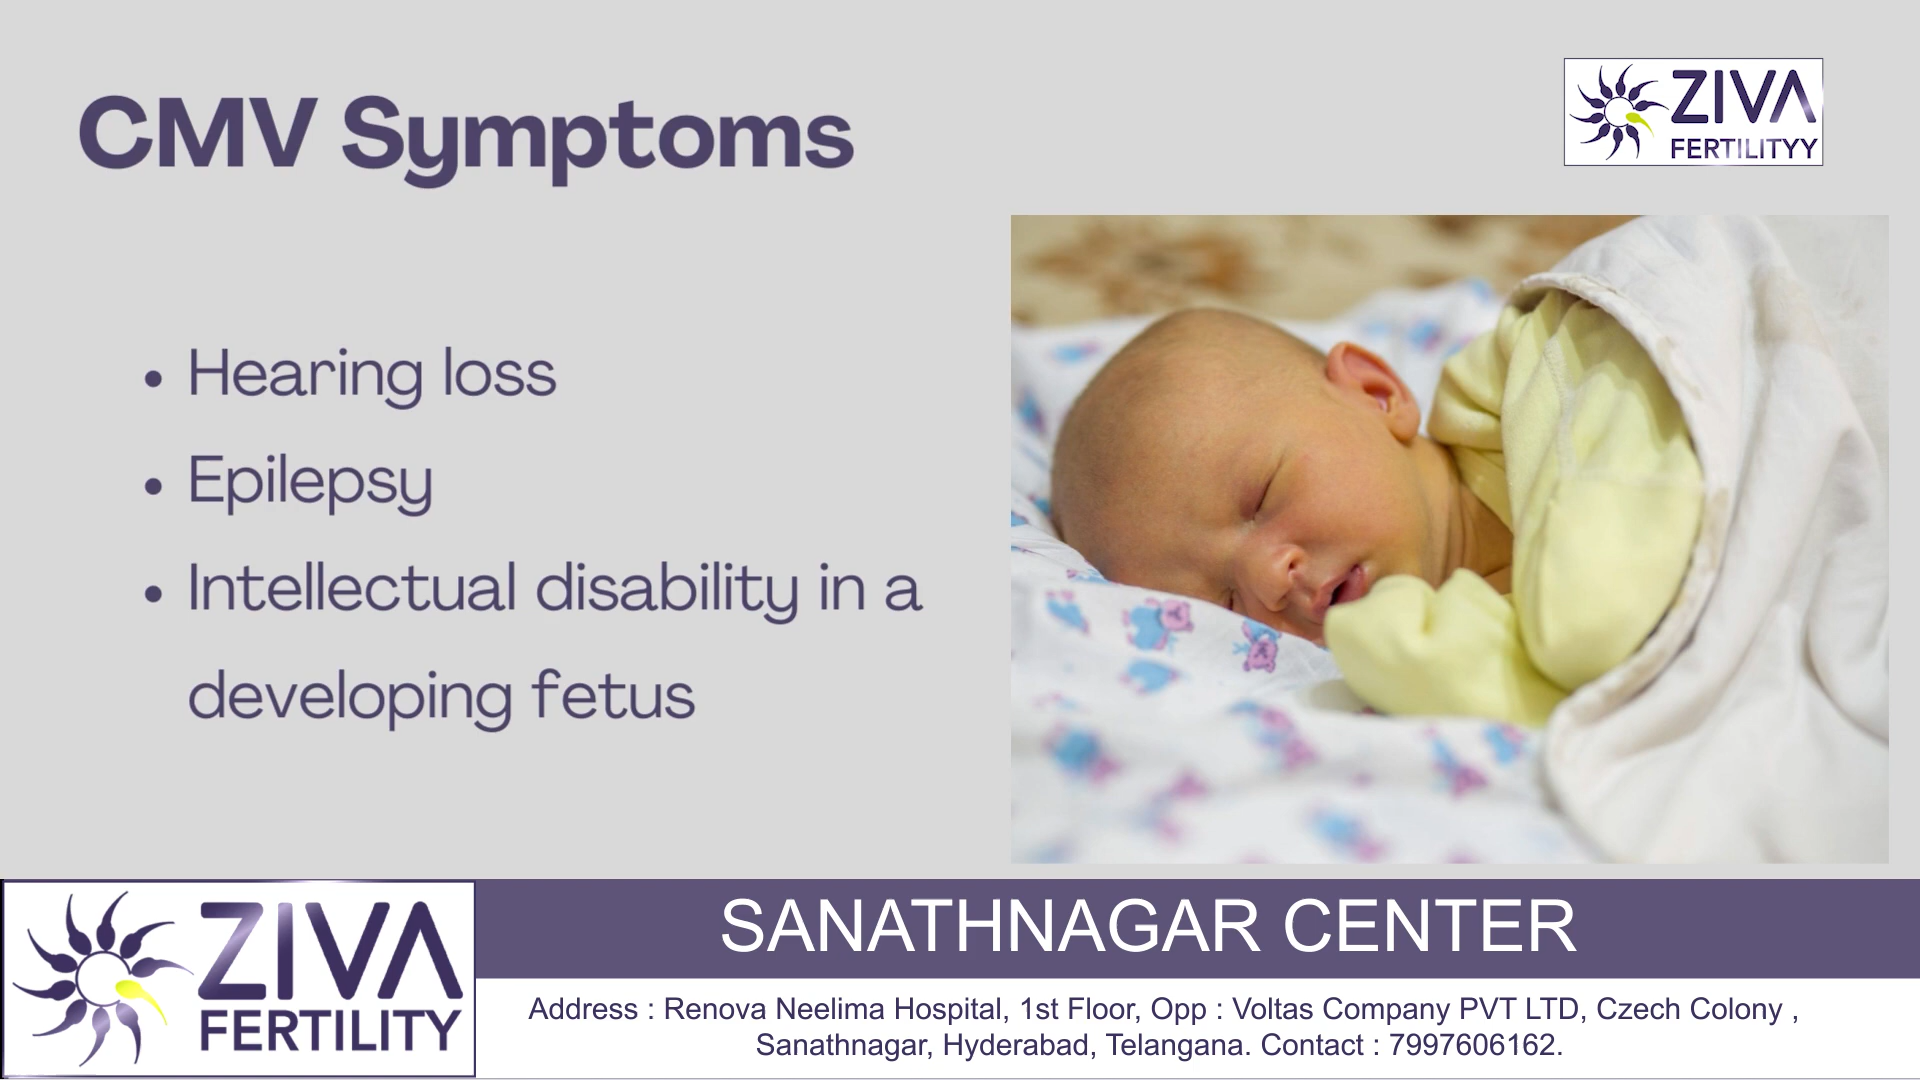 CMV Symptoms
ZIVA
FERTILITYY
• Hearing loss
• Epilepsy
• Intellectual disability in a
developing fetus
ZIVA
FERTILITY
SANATHNAGAR CENTER
Address : Renova Neelima Hospital, 1st Floor, Opp : Voltas Company PVT LTD, Czech Colony ,
Sanathnagar, Hyderabad, Telangana. Contact : 7997606162.